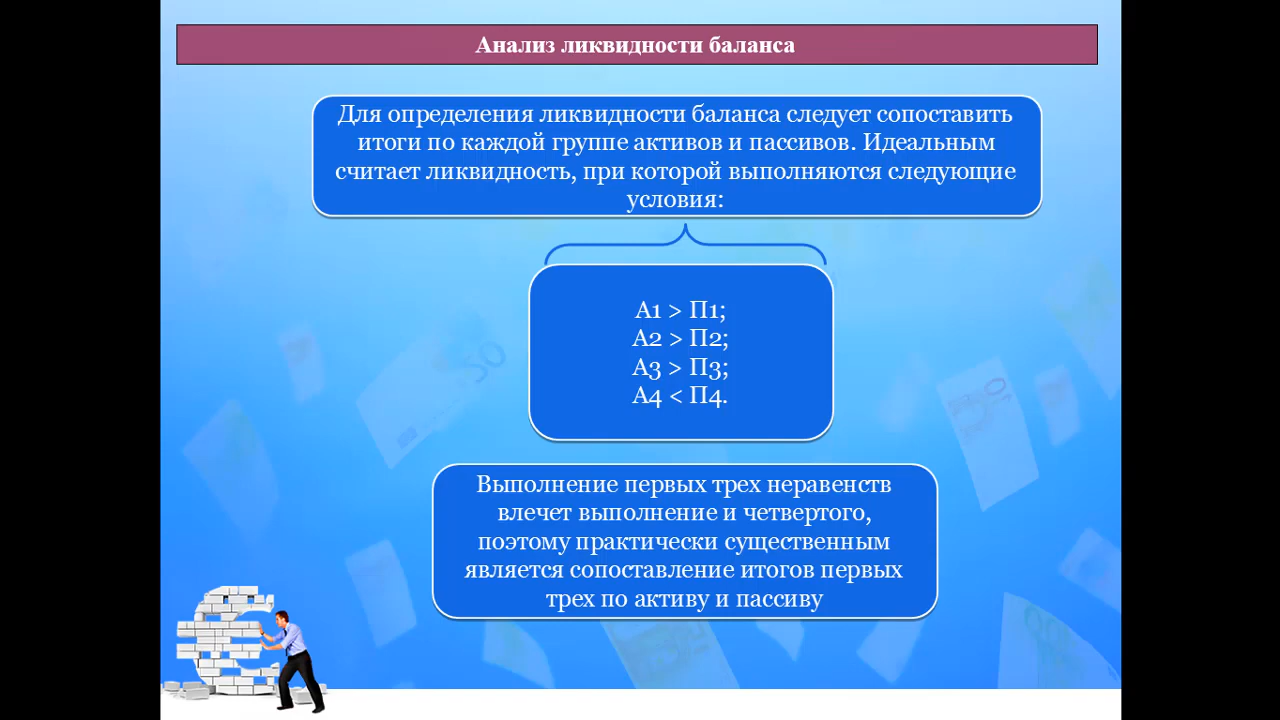 Анализ ликвидности баланса
Для определения ликвидности баланса следует сопоставить
итоги по каждой группе активов и пассивов. Идеальным
считает ликвидность, при которой выполняются следующие
условия:
А1 > П1;
А2 > П2;
А3 > П3;
А4 < П4.
Выполнение первых трех неравенств
влечет выполнение и четвертого,
поэтому практически существенным
является сопоставление итогов первых
трех по активу и пассиву